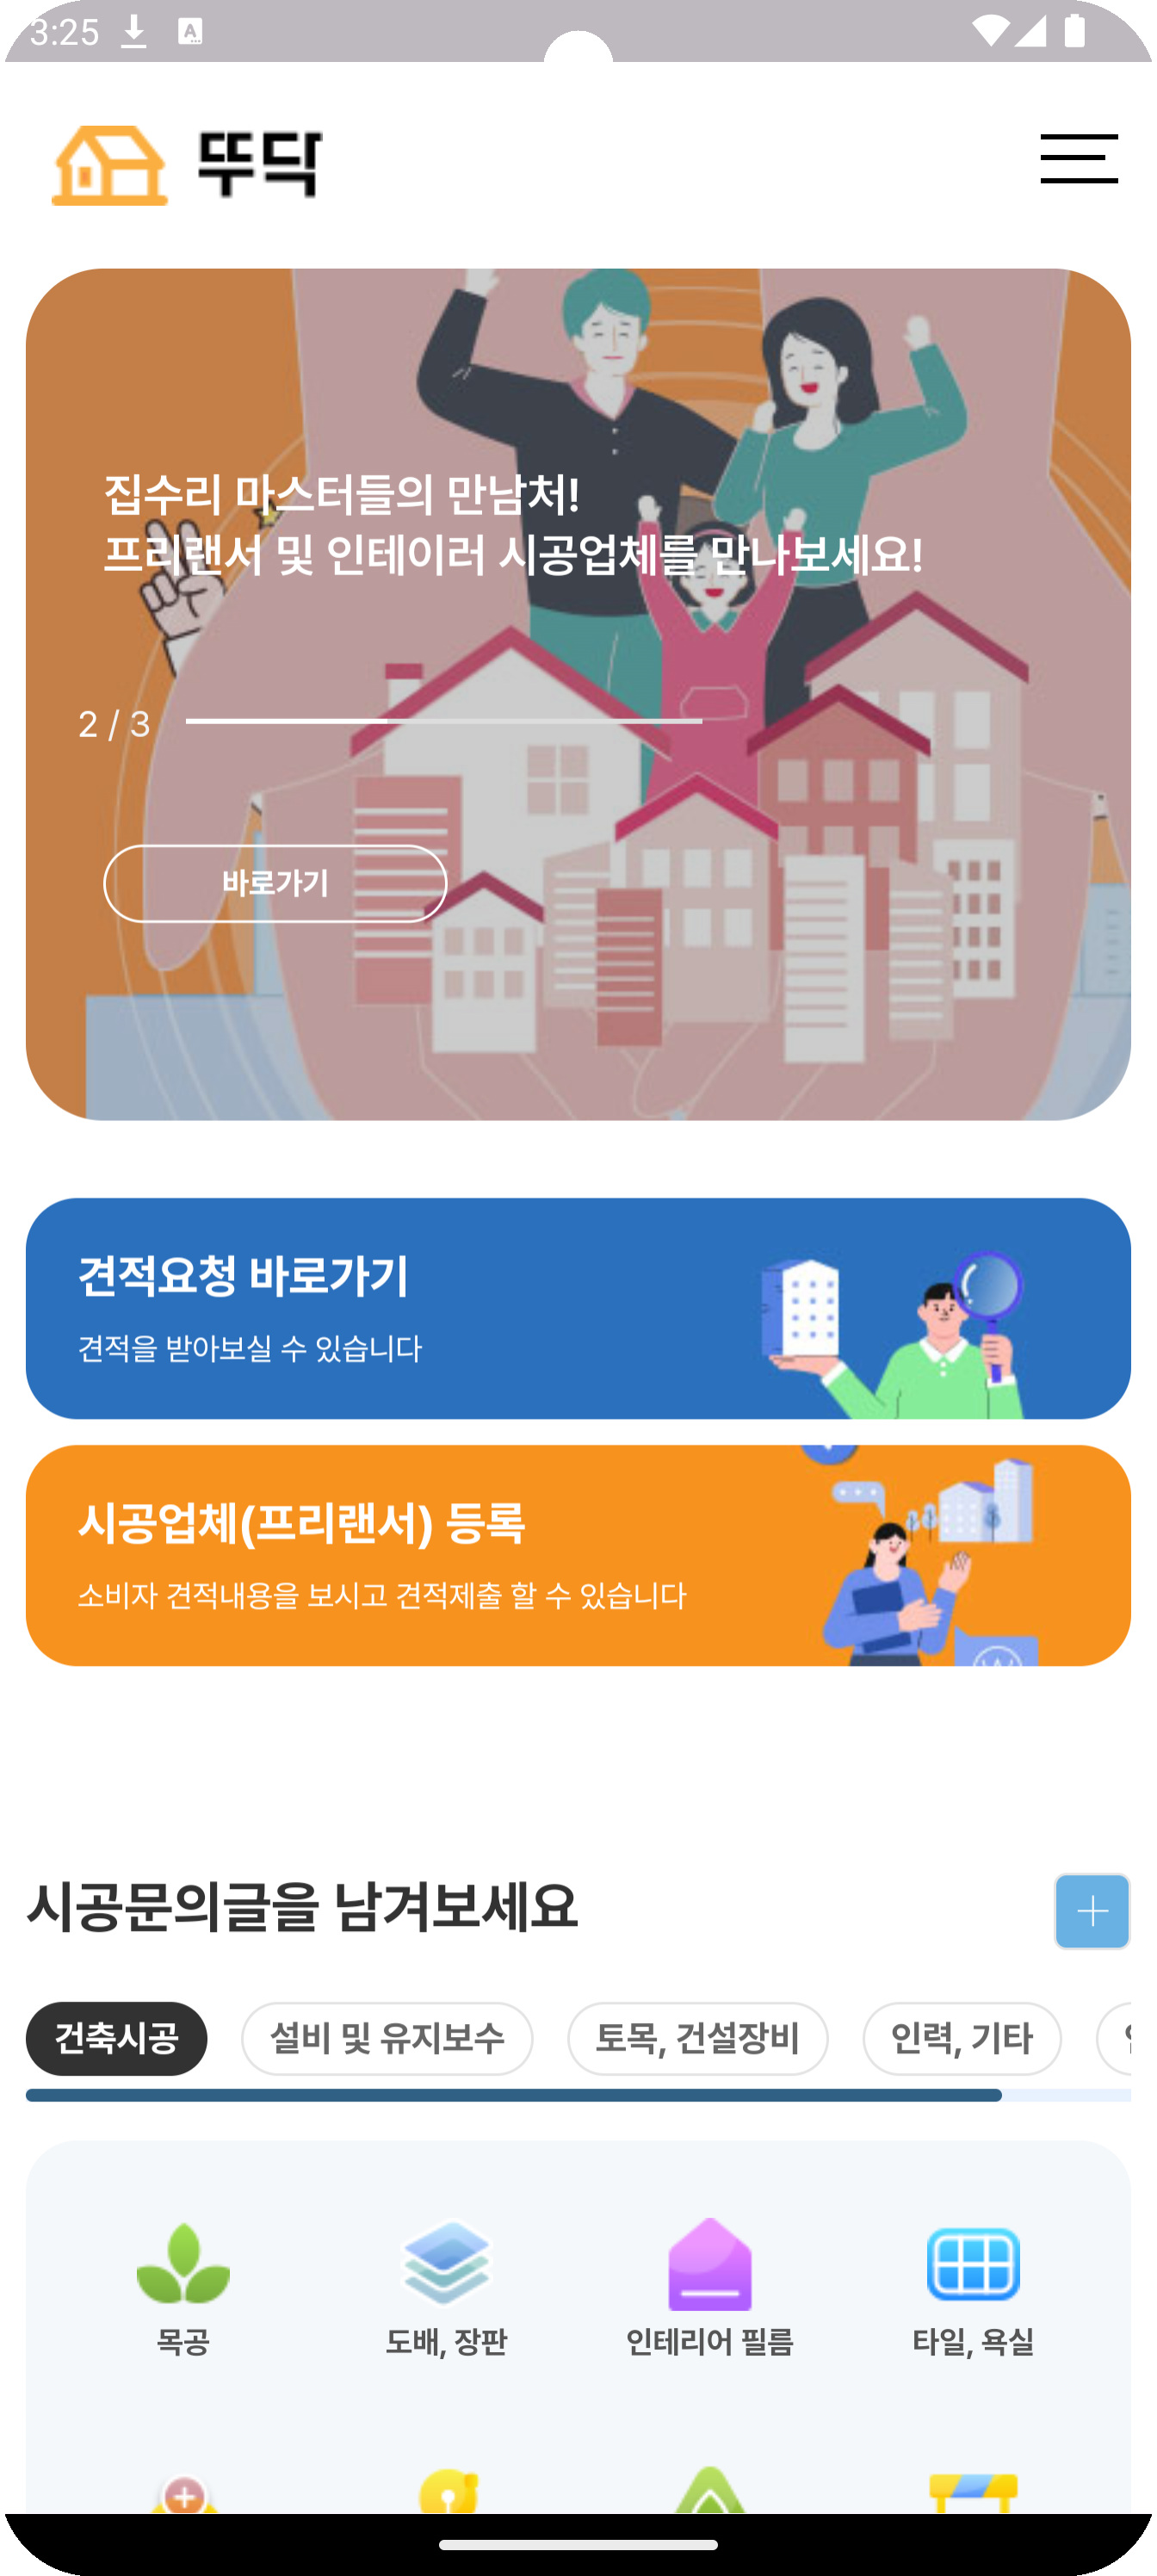 3:25
뚜닥
집수리 마스터들의 만남처!
프리랜서 및 인테이러 시공업체를 만나보세요!
2 / 3
바로가기
견적요청 바로가기
견적을 받아보실 수 있습니다
시공업체(프리랜서) 등록
소비자 견적내용을 보시고 견적제출 할 수 있습니다
시공문의글을 남겨보세요
건축시공 설비 및 유지보수 토목, 건설장비 인력, 기타
목공 도배, 장판 인테리어 필름 타일, 욕실